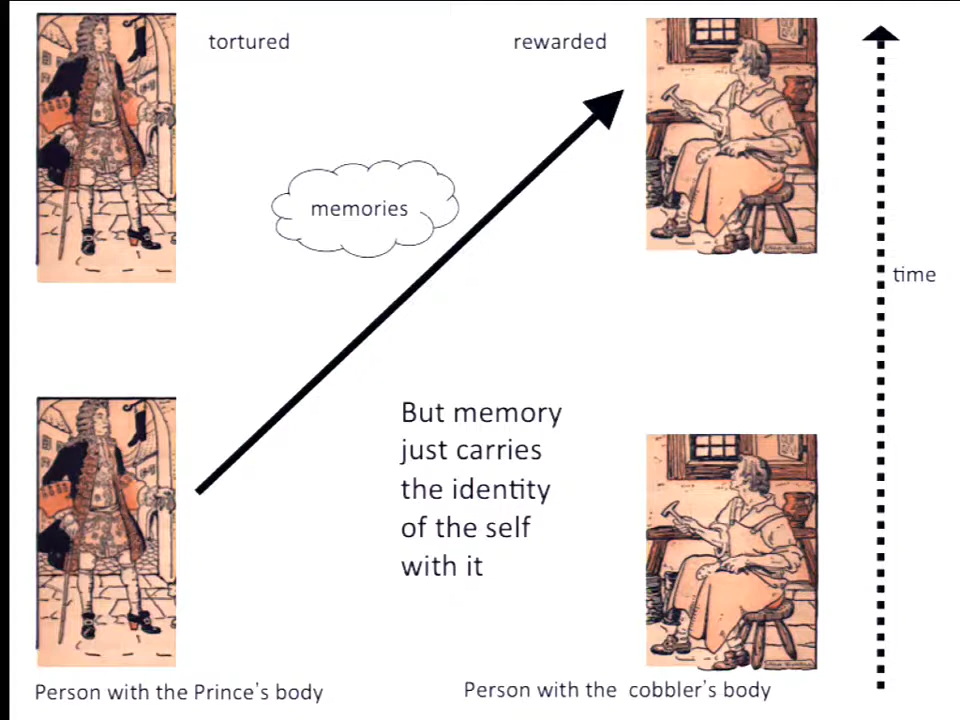 tortured
rewarded
memories
time
But memory
just carries
the identity
of the self
with it
Person with the Prince's body
Person with the cobbler's body